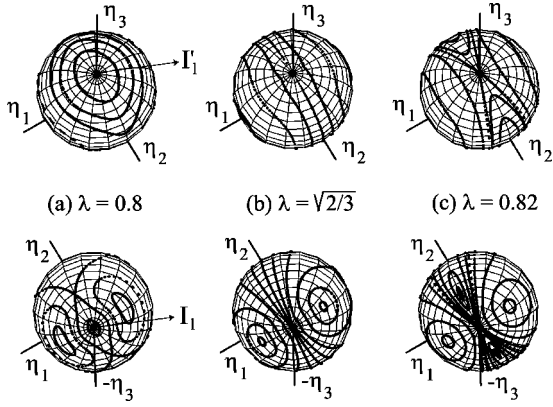 η₃ η₃ η₃
I'₁
η₁ η₂ η₁ η₂ η₁ η₂
(a) λ = 0.8 (b) λ = √2/3 (c) λ = 0.82
η₂ η₂ η₂
I₁
η₁ -η₃ η₁ -η₃ η₁ -η₃